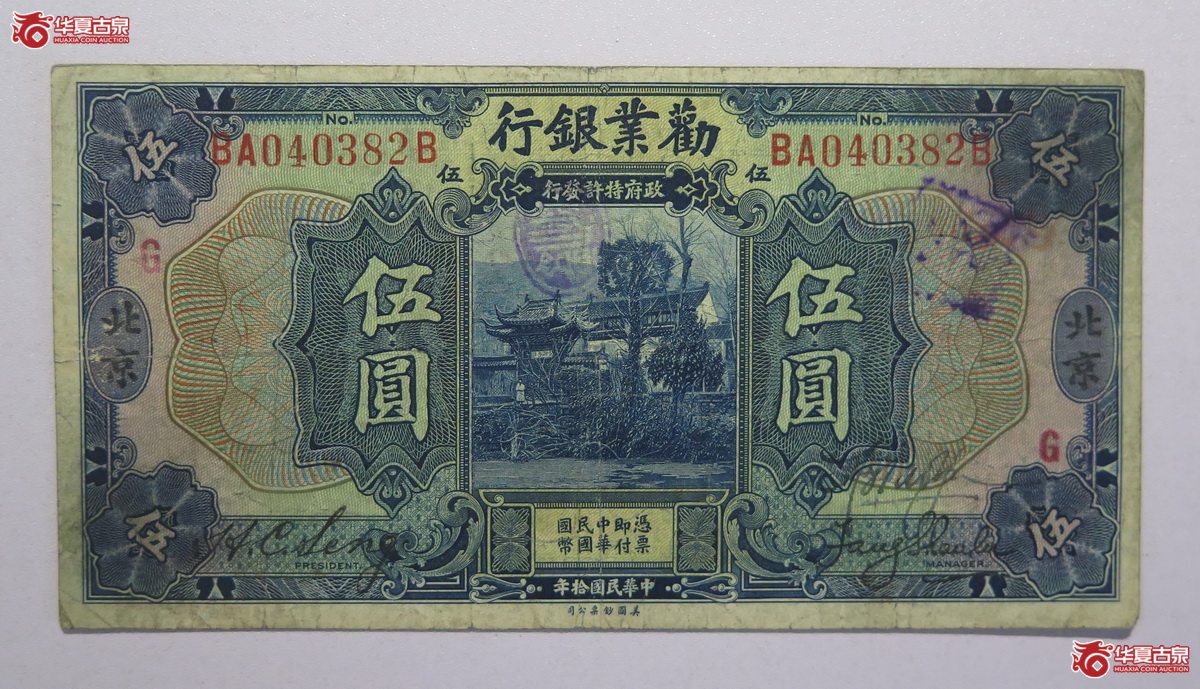 华夏古泉
HUAXIA COIN AUCTION
行銀業勸
No.
BA040382B
No.
BA040382B
伍
伍
伍
伍
行發許特府政
G
北京
伍圓
伍圓
北京
G
憑票即付中華民國國幣
伍
H.C.Seng
PRESIDENT.
MANAGER.
伍
年拾國民華中
司公票鈔國美
华夏古泉
HUAXIA COIN AUCTION